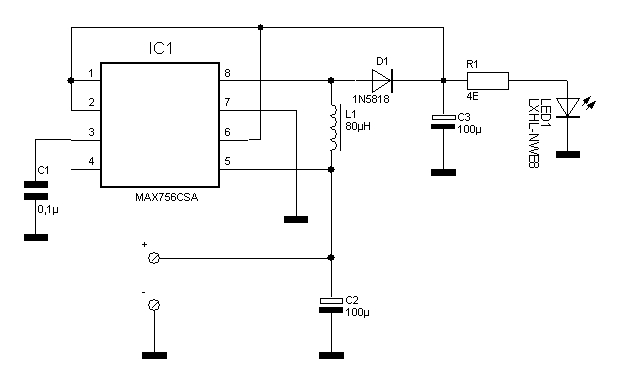 IC1
1
2
3
4
8
7
6
5
MAX756CSA
C1
0,1µ
D1
1N5818
L1
80µH
R1
4E
C3
100µ
LED1
LXHL-NWE8
+
-
C2
100µ